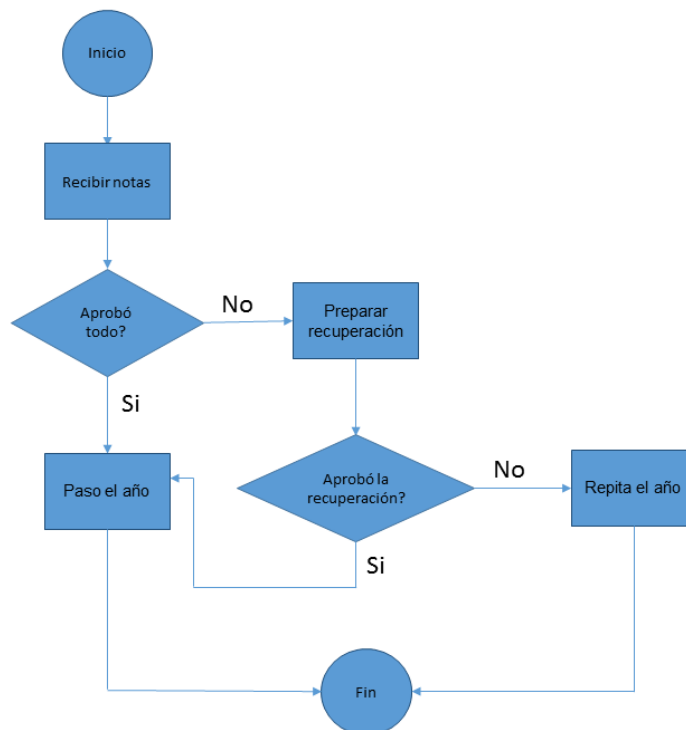 Inicio
Recibir notas
Aprobó
todo?
No
Preparar
recuperación
Si
Paso el año
Aprobó la
recuperación?
No
Repita el año
Si
Fin